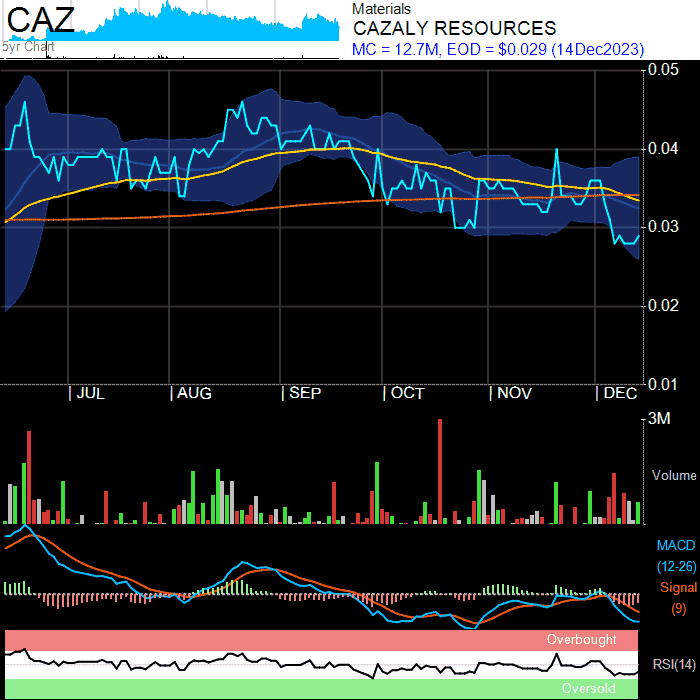 CAZ
5yr Chart
Materials
CAZALY RESOURCES
MC = 12.7M, EOD = $0.029 (14Dec2023)
0.05
0.04
0.03
0.02
0.01
JUL AUG SEP OCT NOV DEC
3M
Volume
MACD
(12-26)
Signal
(9)
Overbought
RSI(14)
Oversold